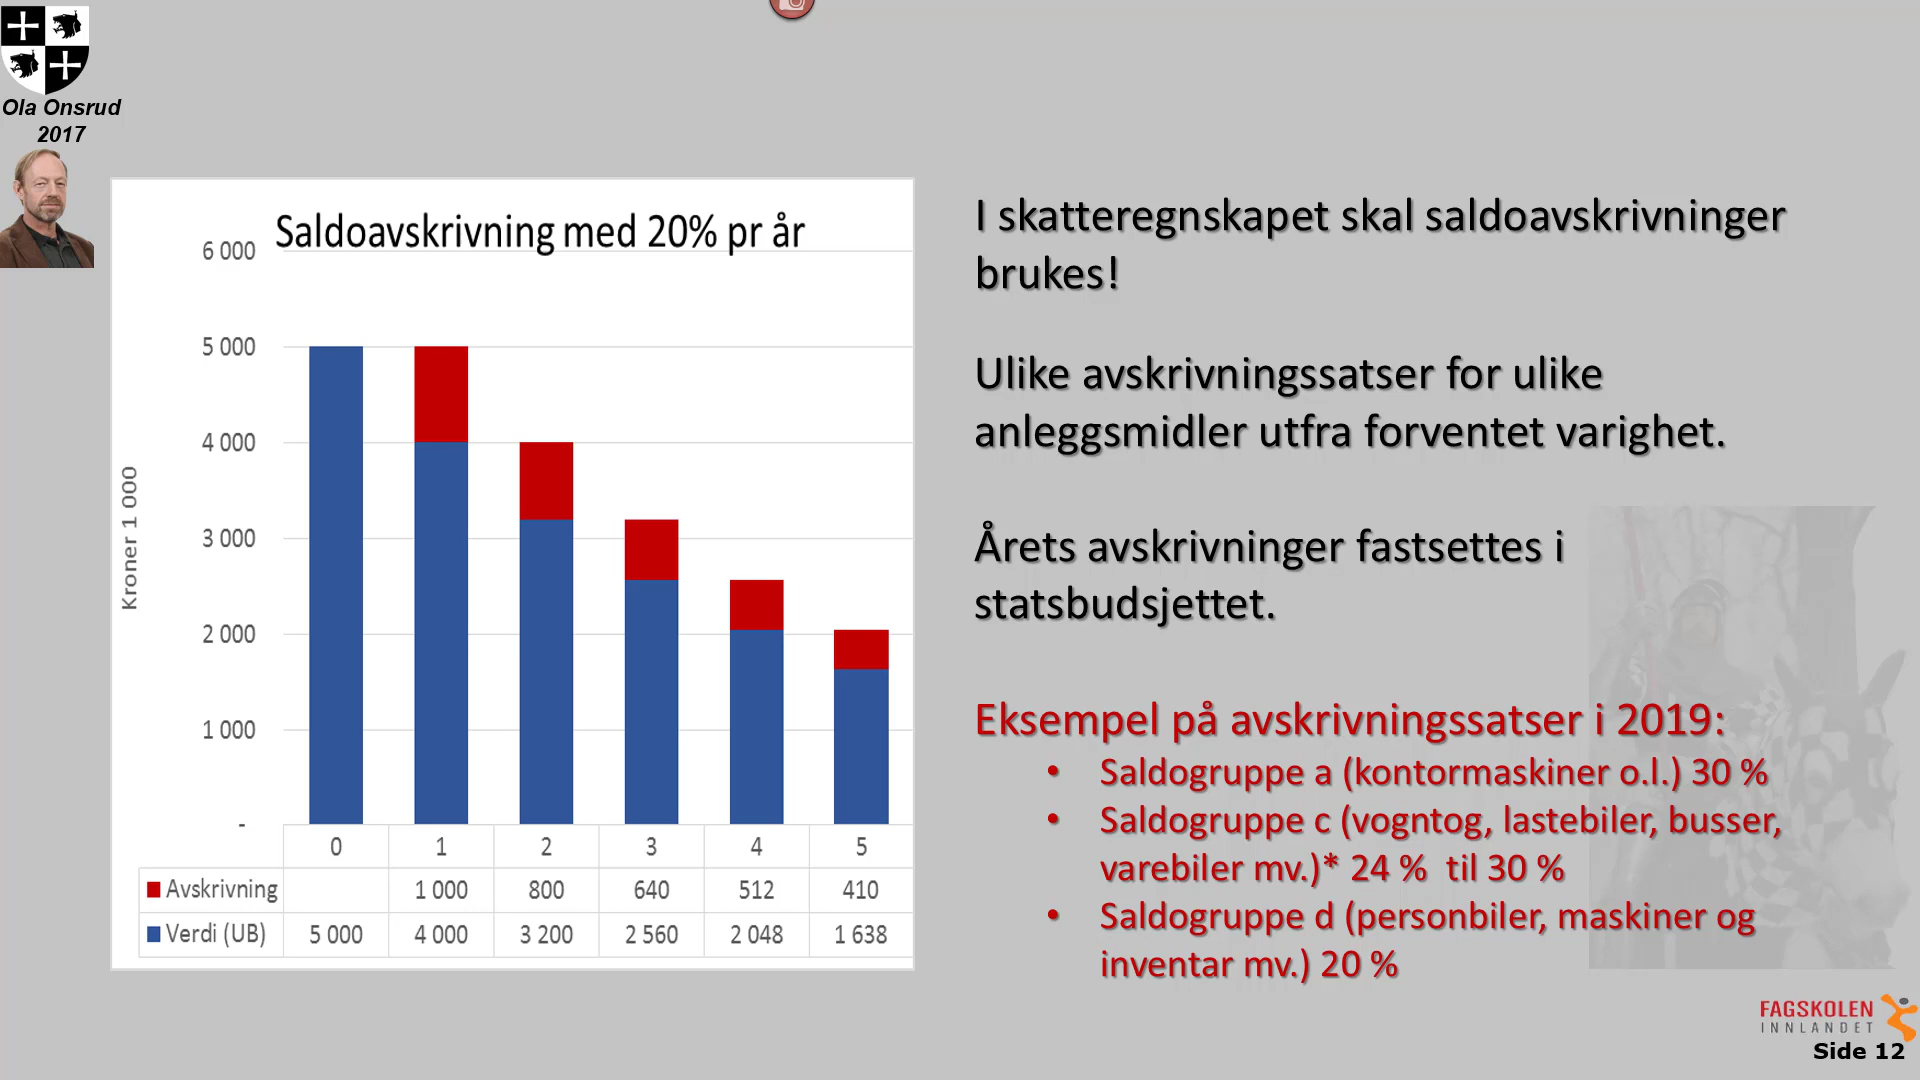 Ola Onsrud
2017
Saldoavskrivning med 20% pr år
6 000
5 000
4 000
3 000
2 000
1 000
-
Kroner 1 000
0 1 2 3 4 5
Avskrivning 1 000 800 640 512 410
Verdi (UB) 5 000 4 000 3 200 2 560 2 048 1 638
I skatteregnskapet skal saldoavskrivninger
brukes!
Ulike avskrivningssatser for ulike
anleggsmidler utfra forventet varighet.
Årets avskrivninger fastsettes i
statsbudsjettet.
Eksempel på avskrivningssatser i 2019:
• Saldogruppe a (kontormaskiner o.l.) 30 %
• Saldogruppe c (vogntog, lastebiler, busser,
varebiler mv.)* 24 % til 30 %
• Saldogruppe d (personbiler, maskiner og
inventar mv.) 20 %
FAGSKOLEN
INNLANDET
Side 12